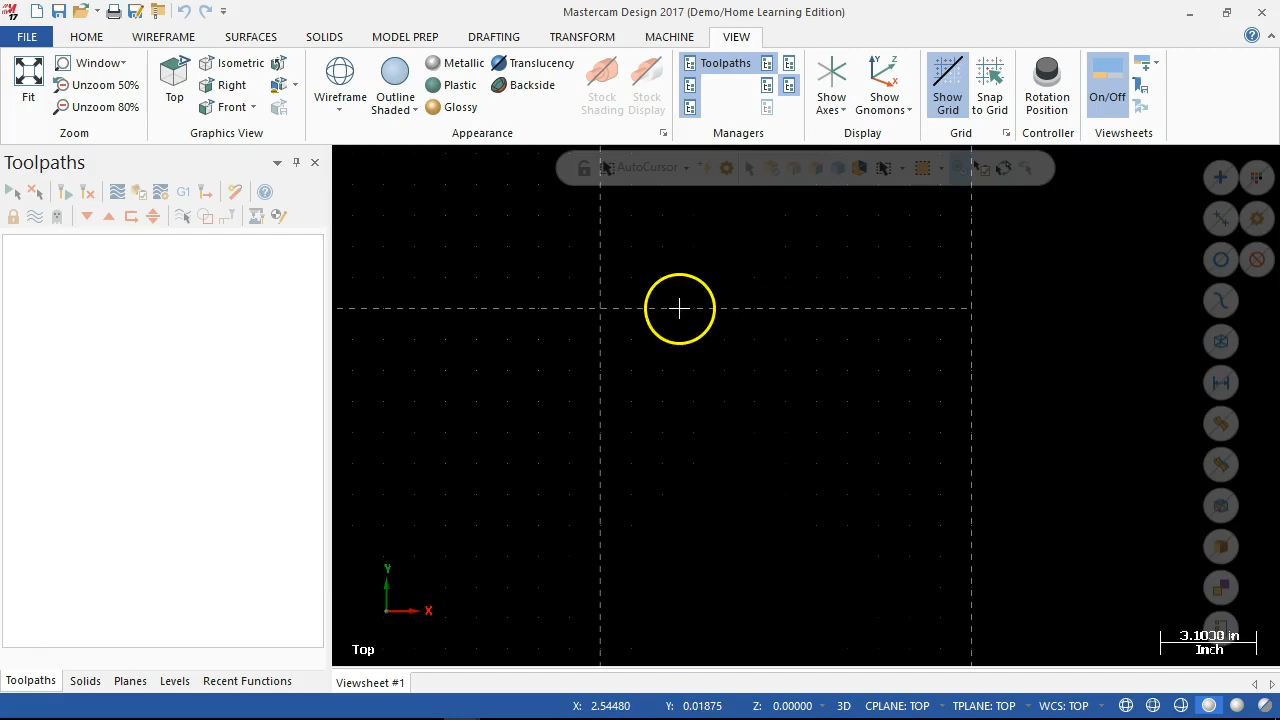 17
Mastercam Design 2017 (Demo/Home Learning Edition)
FILE HOME WIREFRAME SURFACES SOLIDS MODEL PREP DRAFTING TRANSFORM MACHINE VIEW
Fit
Window
Unzoom 50%
Unzoom 80%
Zoom
Top
Isometric
Right
Front
Graphics View
Wireframe
Outline Shaded
Metallic
Plastic
Glossy
Translucency
Backside
Stock Shading
Stock Display
Appearance
Toolpaths
Managers
Show Axes
Show Gnomons
Display
Show Grid
Snap to Grid
Grid
Rotation Position
Controller
On/Off
Viewsheets
Toolpaths
G1
AutoCursor
Y
X
Top
3.1030 in
Inch
Toolpaths Solids Planes Levels Recent Functions
Viewsheet #1
X: 2.54480 Y: 0.01875 Z: 0.00000 3D CPLANE: TOP TPLANE: TOP WCS: TOP